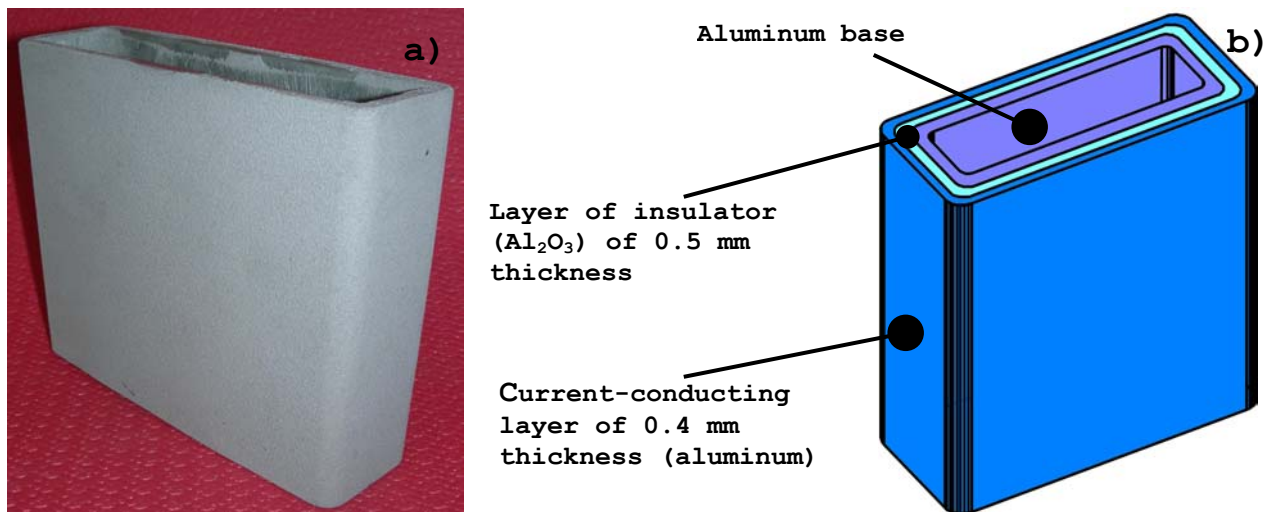 a)
Aluminum base
b)
Layer of insulator
(Al₂O₃) of 0.5 mm
thickness
Current-conducting
layer of 0.4 mm
thickness (aluminum)